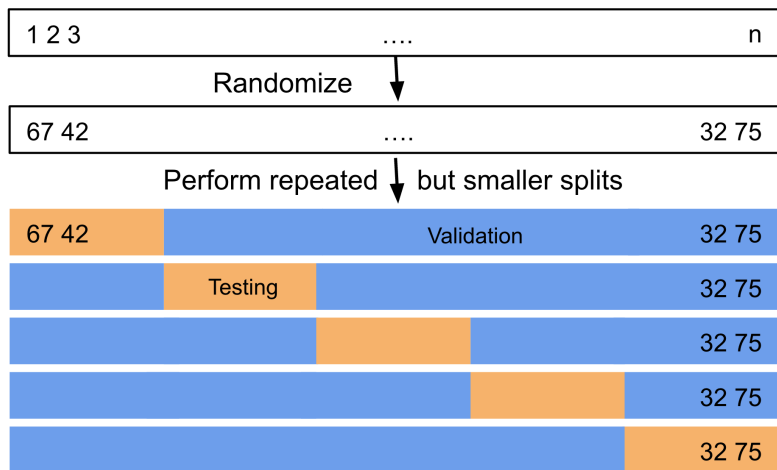 1 2 3 .... n
Randomize
67 42 .... 32 75
Perform repeated but smaller splits
67 42 Validation 32 75
Testing 32 75
32 75
32 75
32 75